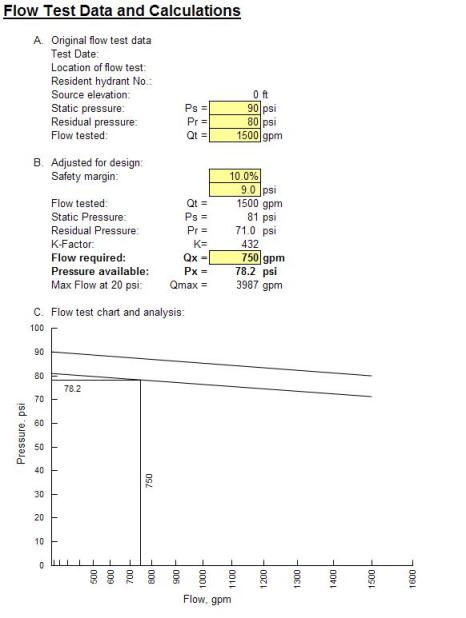 Flow Test Data and Calculations
A. Original flow test data
Test Date:
Location of flow test:
Resident hydrant No.:
Source elevation: 0 ft
Static pressure: Ps = 90 psi
Residual pressure: Pr = 80 psi
Flow tested: Qt = 1500 gpm
B. Adjusted for design:
Safety margin: 10.0%
9.0 psi
Flow tested: Qt = 1500 gpm
Static Pressure: Ps = 81 psi
Residual Pressure: Pr = 71.0 psi
K-Factor: K= 432
Flow required: Qx = 750 gpm
Pressure available: Px = 78.2 psi
Max Flow at 20 psi: Qmax = 3987 gpm
C. Flow test chart and analysis:
100
90
80
78.2
70
60
50
40
30
20
10
0
Pressure, psi
750
500
600
700
800
900
1000
1100
1200
1300
1400
1500
1600
Flow, gpm